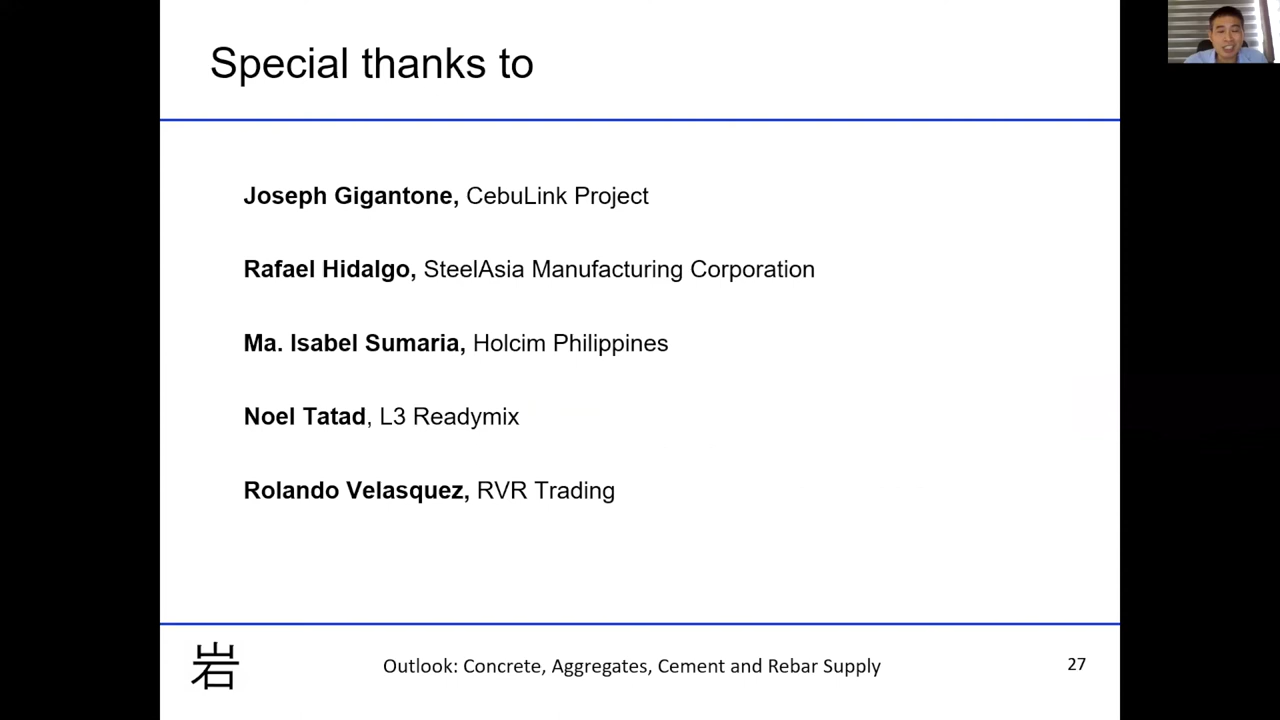 Special thanks to
Joseph Gigantone, CebuLink Project
Rafael Hidalgo, SteelAsia Manufacturing Corporation
Ma. Isabel Sumaria, Holcim Philippines
Noel Tatad, L3 Readymix
Rolando Velasquez, RVR Trading
岩 Outlook: Concrete, Aggregates, Cement and Rebar Supply 27